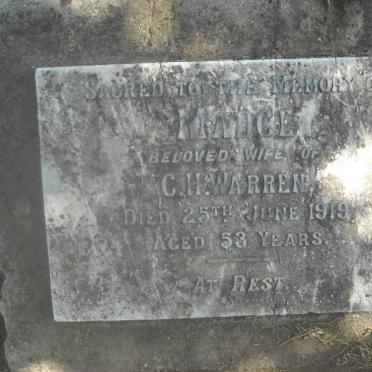 SACRED TO THE MEMORY O
MADGE
BELOVED WIFE OF
C.H. WARREN,
DIED 25TH JUNE 1919
AGED 53 YEARS.
AT REST.